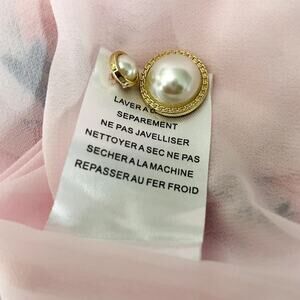 LAVER A
SEPAREMENT
NE PAS JAVELLISER
NETTOYER A SEC NE PAS
SECHER A LA MACHINE
REPASSER AU FER FROID